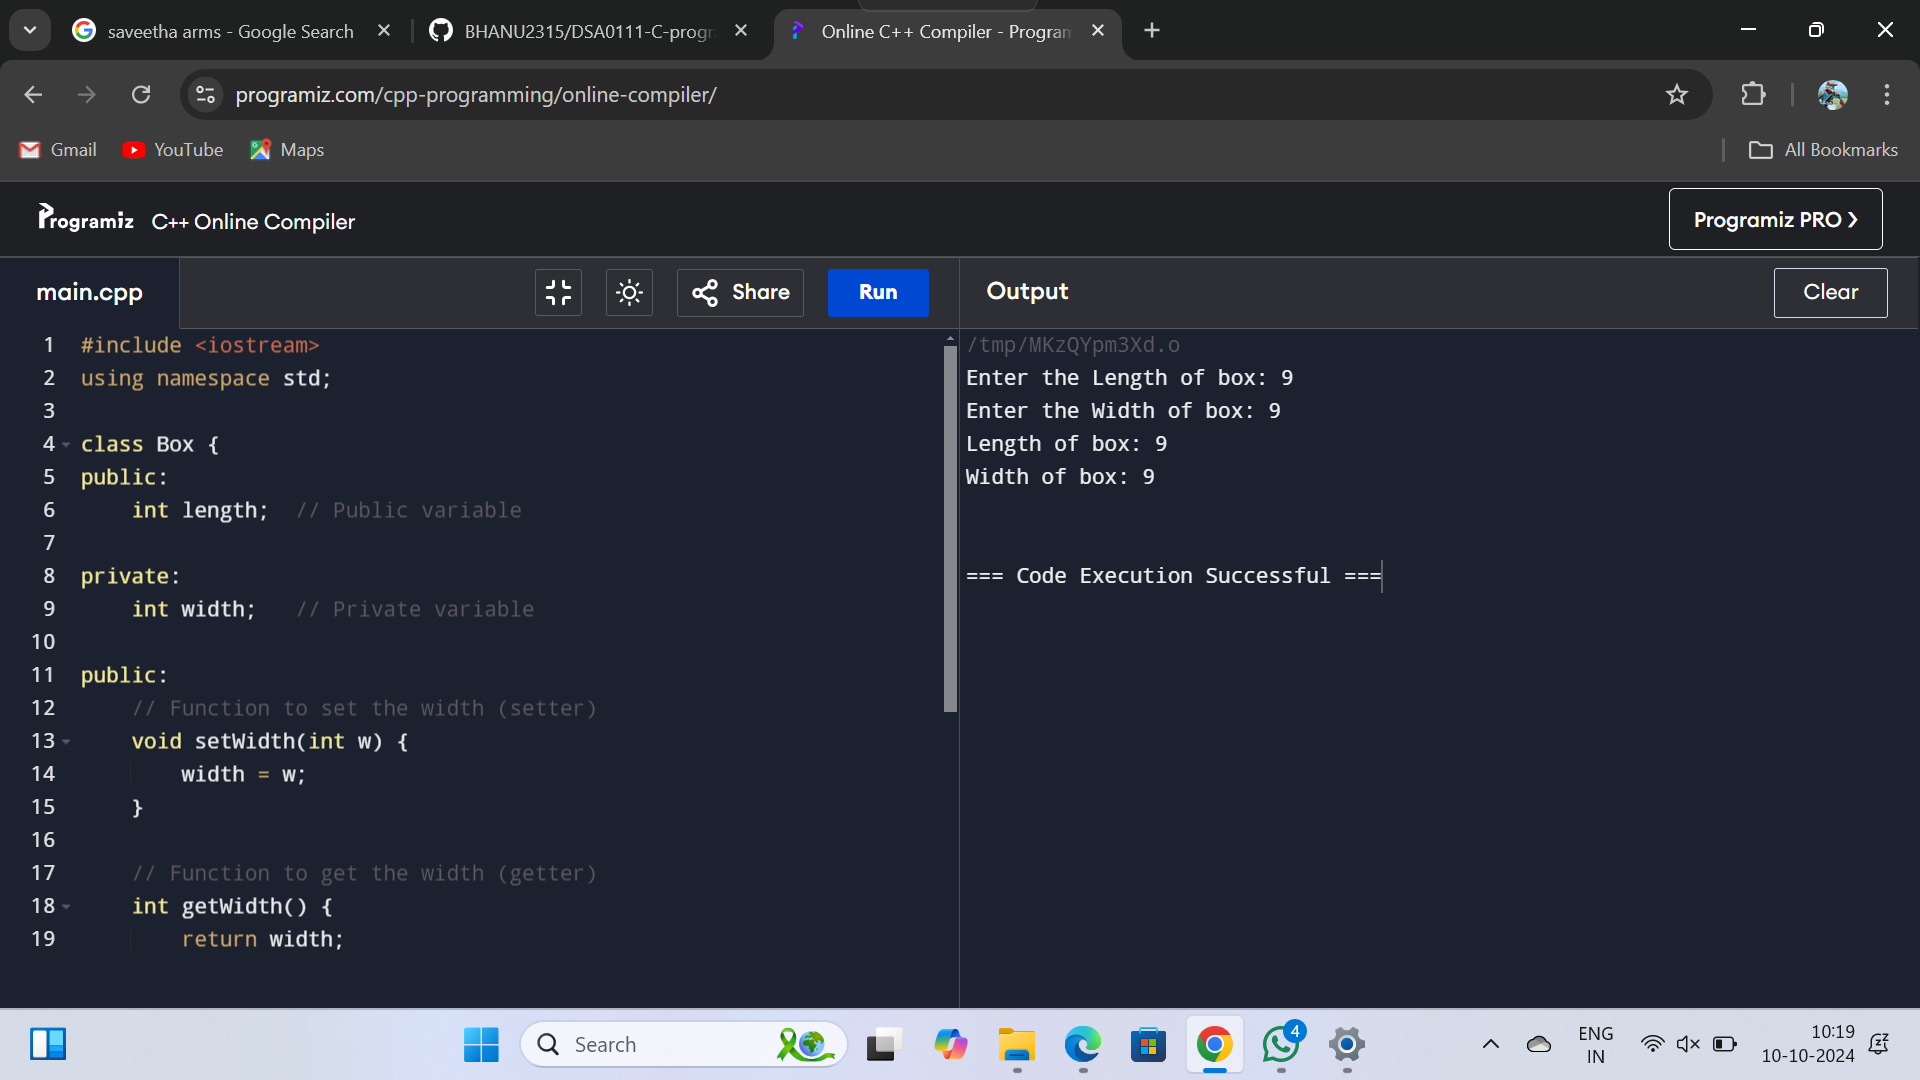 saveetha arms - Google Search
BHANU2315/DSA0111-C-progr
Online C++ Compiler - Program
programiz.com/cpp-programming/online-compiler/
Gmail
YouTube
Maps
All Bookmarks
Programiz
C++ Online Compiler
Programiz PRO ❯
main.cpp
Share
Run
Output
Clear
1 #include <iostream>
2 using namespace std;
3
4 class Box {
5 public:
6     int length;  // Public variable
7
8 private:
9     int width;   // Private variable
10
11 public:
12     // Function to set the width (setter)
13     void setWidth(int w) {
14         width = w;
15     }
16
17     // Function to get the width (getter)
18     int getWidth() {
19         return width;
/tmp/MKzQYpm3Xd.o
Enter the Length of box: 9
Enter the Width of box: 9
Length of box: 9
Width of box: 9
=== Code Execution Successful ===
Search
4
ENG
IN
10:19
10-10-2024